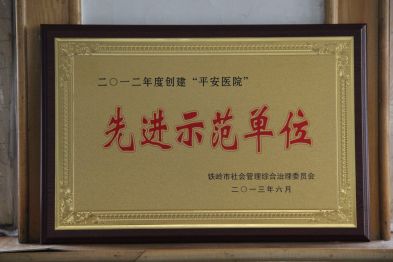 二〇一二年度创建“平安医院”
先进示范单位
铁岭市社会管理综合治理委员会
二〇一三年六月